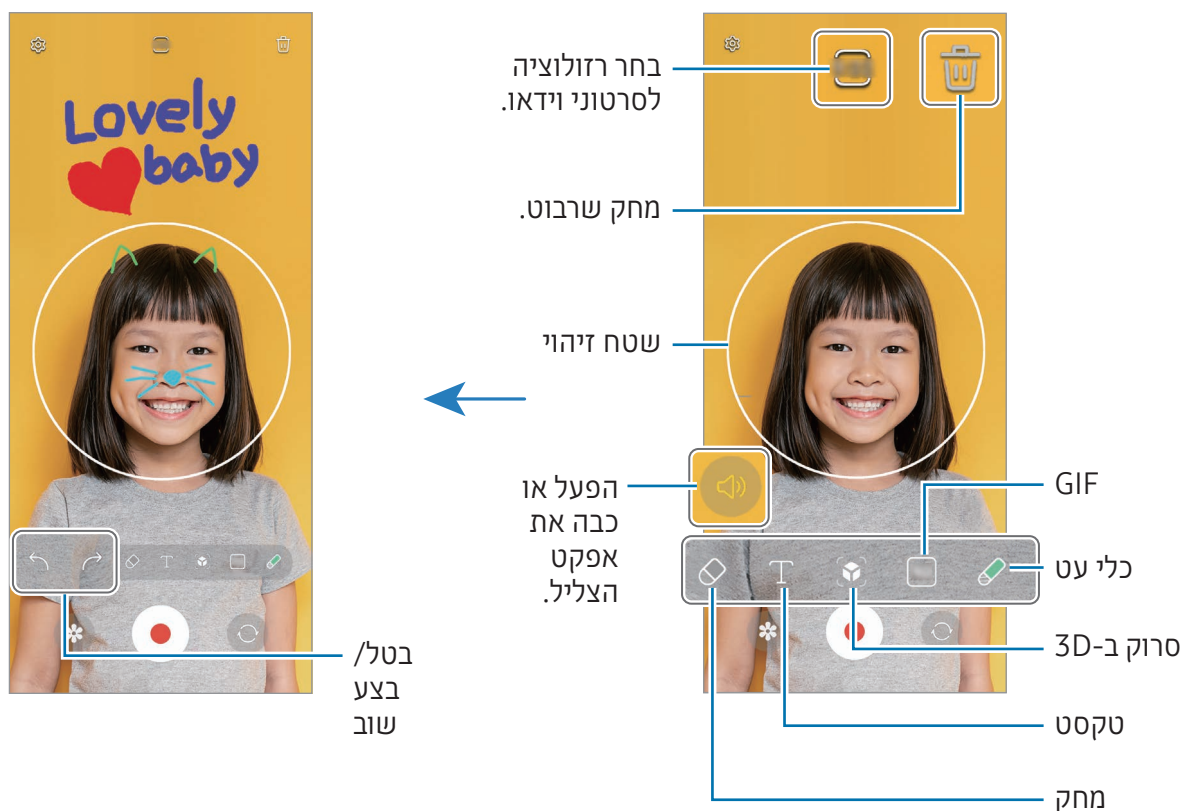 בחר רזולוציה
לסרטוני וידאו.
מחק שרבוט.
שטח זיהוי
הפעל או
כבה את
אפקט
הצליל.
GIF
כלי עט
סרוק ב-3D
טקסט
מחק
Lovely
baby
בטל/
בצע
שוב